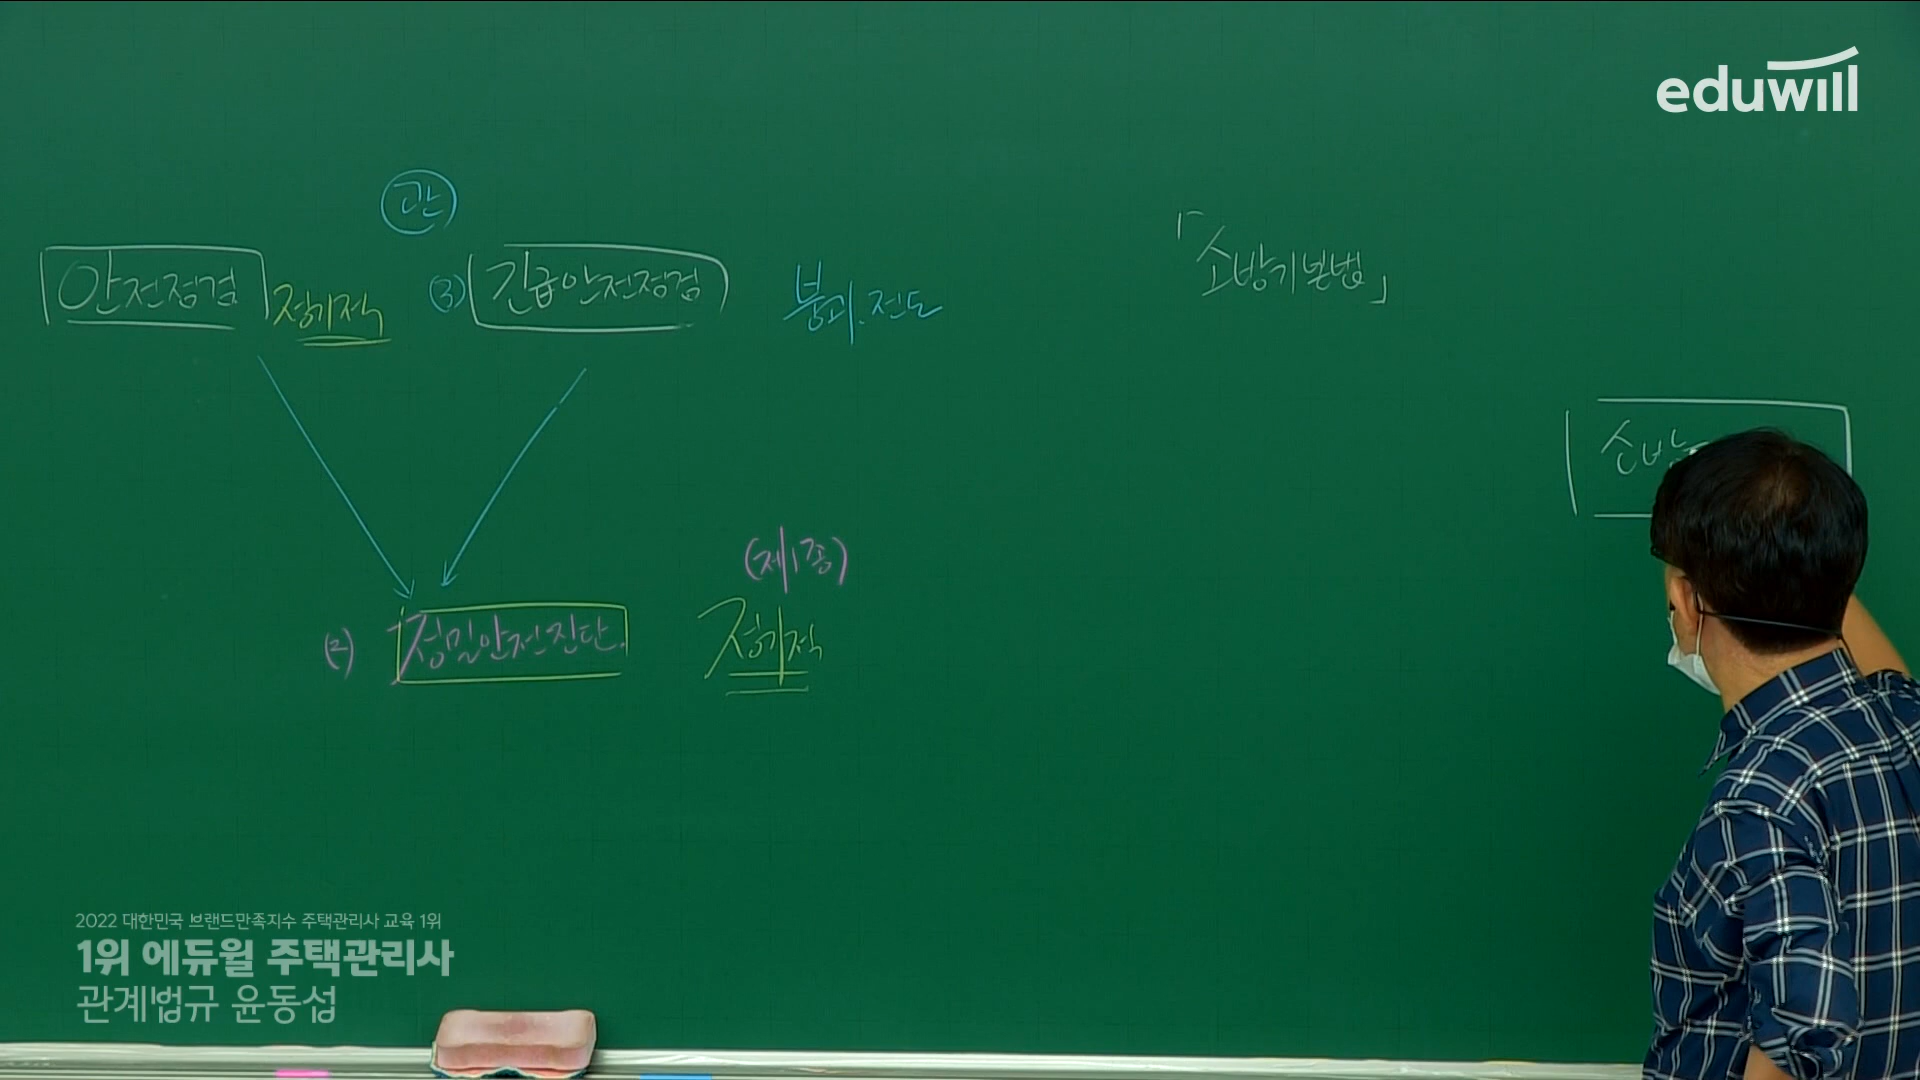 eduwill
관
안전점검 정기적 (3) 긴급안전점검 붕괴.전도
「소방기본법」
소방
(제1종)
(2) 정밀안전진단. 정기적
2022 대한민국 브랜드만족지수 주택관리사 교육 1위
1위 에듀윌 주택관리사
관계법규 윤동섭